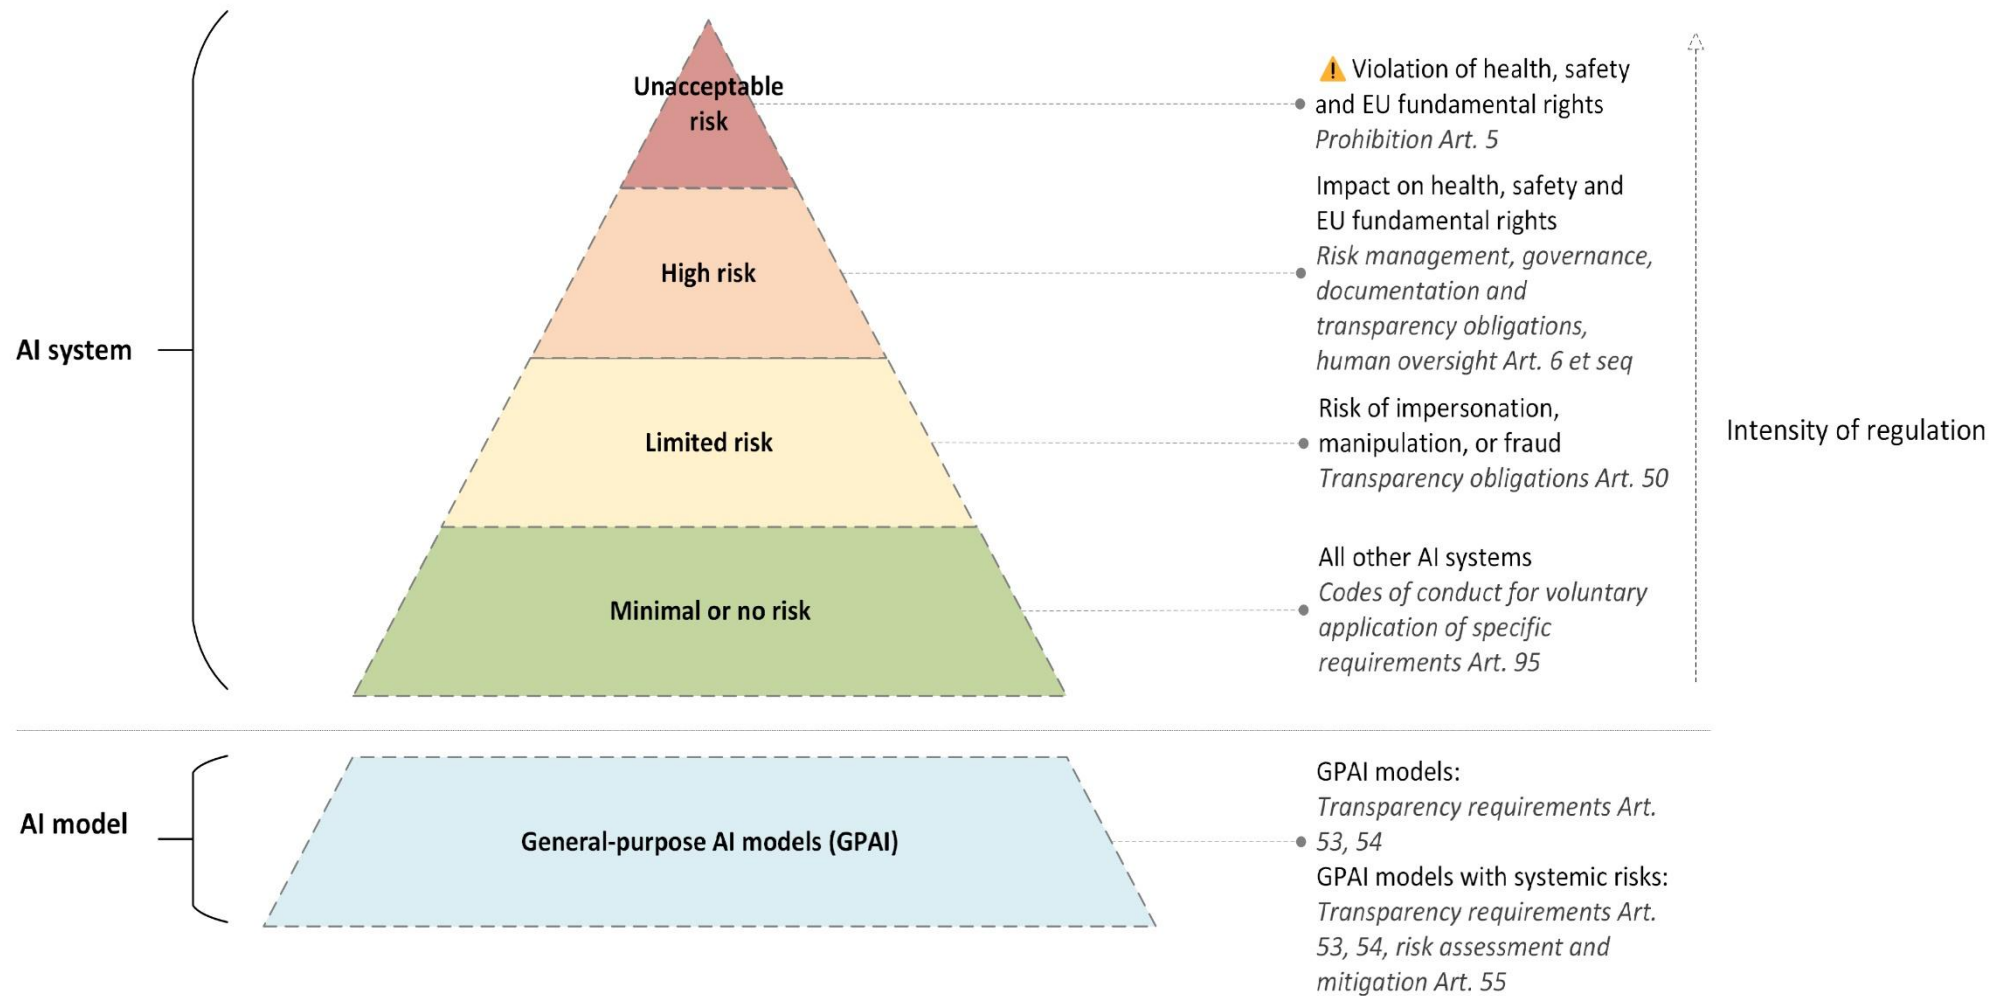 Unacceptable
risk
⚠ Violation of health, safety
and EU fundamental rights
Prohibition Art. 5
High risk
Impact on health, safety and
EU fundamental rights
Risk management, governance,
documentation and
transparency obligations,
human oversight Art. 6 et seq
AI system
Limited risk
Risk of impersonation,
manipulation, or fraud
Transparency obligations Art. 50
Intensity of regulation
Minimal or no risk
All other AI systems
Codes of conduct for voluntary
application of specific
requirements Art. 95
AI model
General-purpose AI models (GPAI)
GPAI models:
Transparency requirements Art.
53, 54
GPAI models with systemic risks:
Transparency requirements Art.
53, 54, risk assessment and
mitigation Art. 55